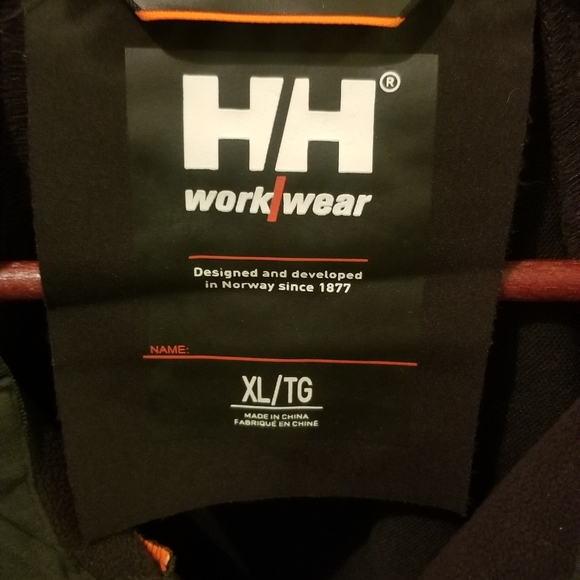 HH®
work/wear
Designed and developed
in Norway since 1877
NAME:
XL/TG
MADE IN CHINA
FABRIQUÉ EN CHINE